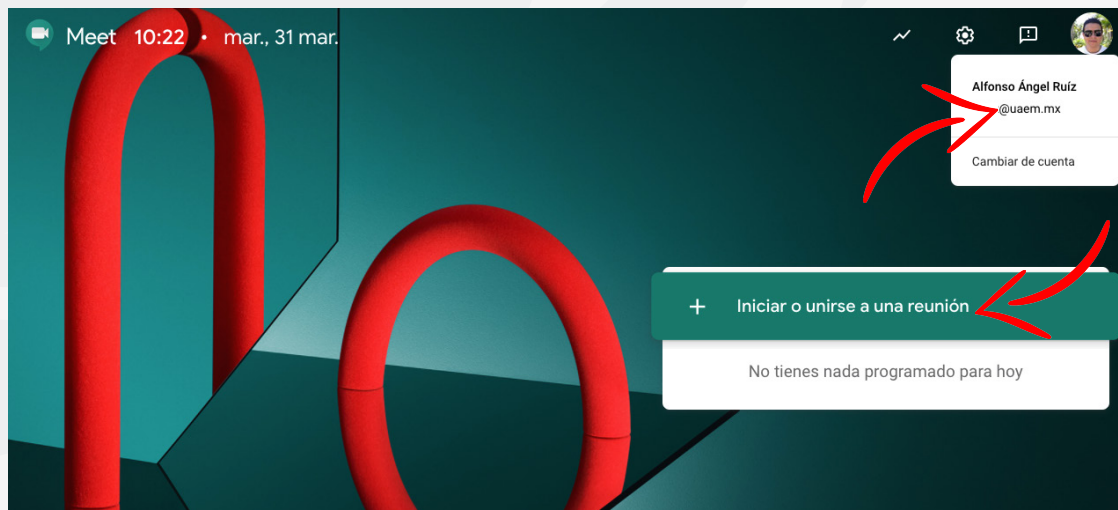 Meet 10:22 • mar., 31 mar.
Alfonso Ángel Ruíz
@uaem.mx
Cambiar de cuenta
+ Iniciar o unirse a una reunión
No tienes nada programado para hoy